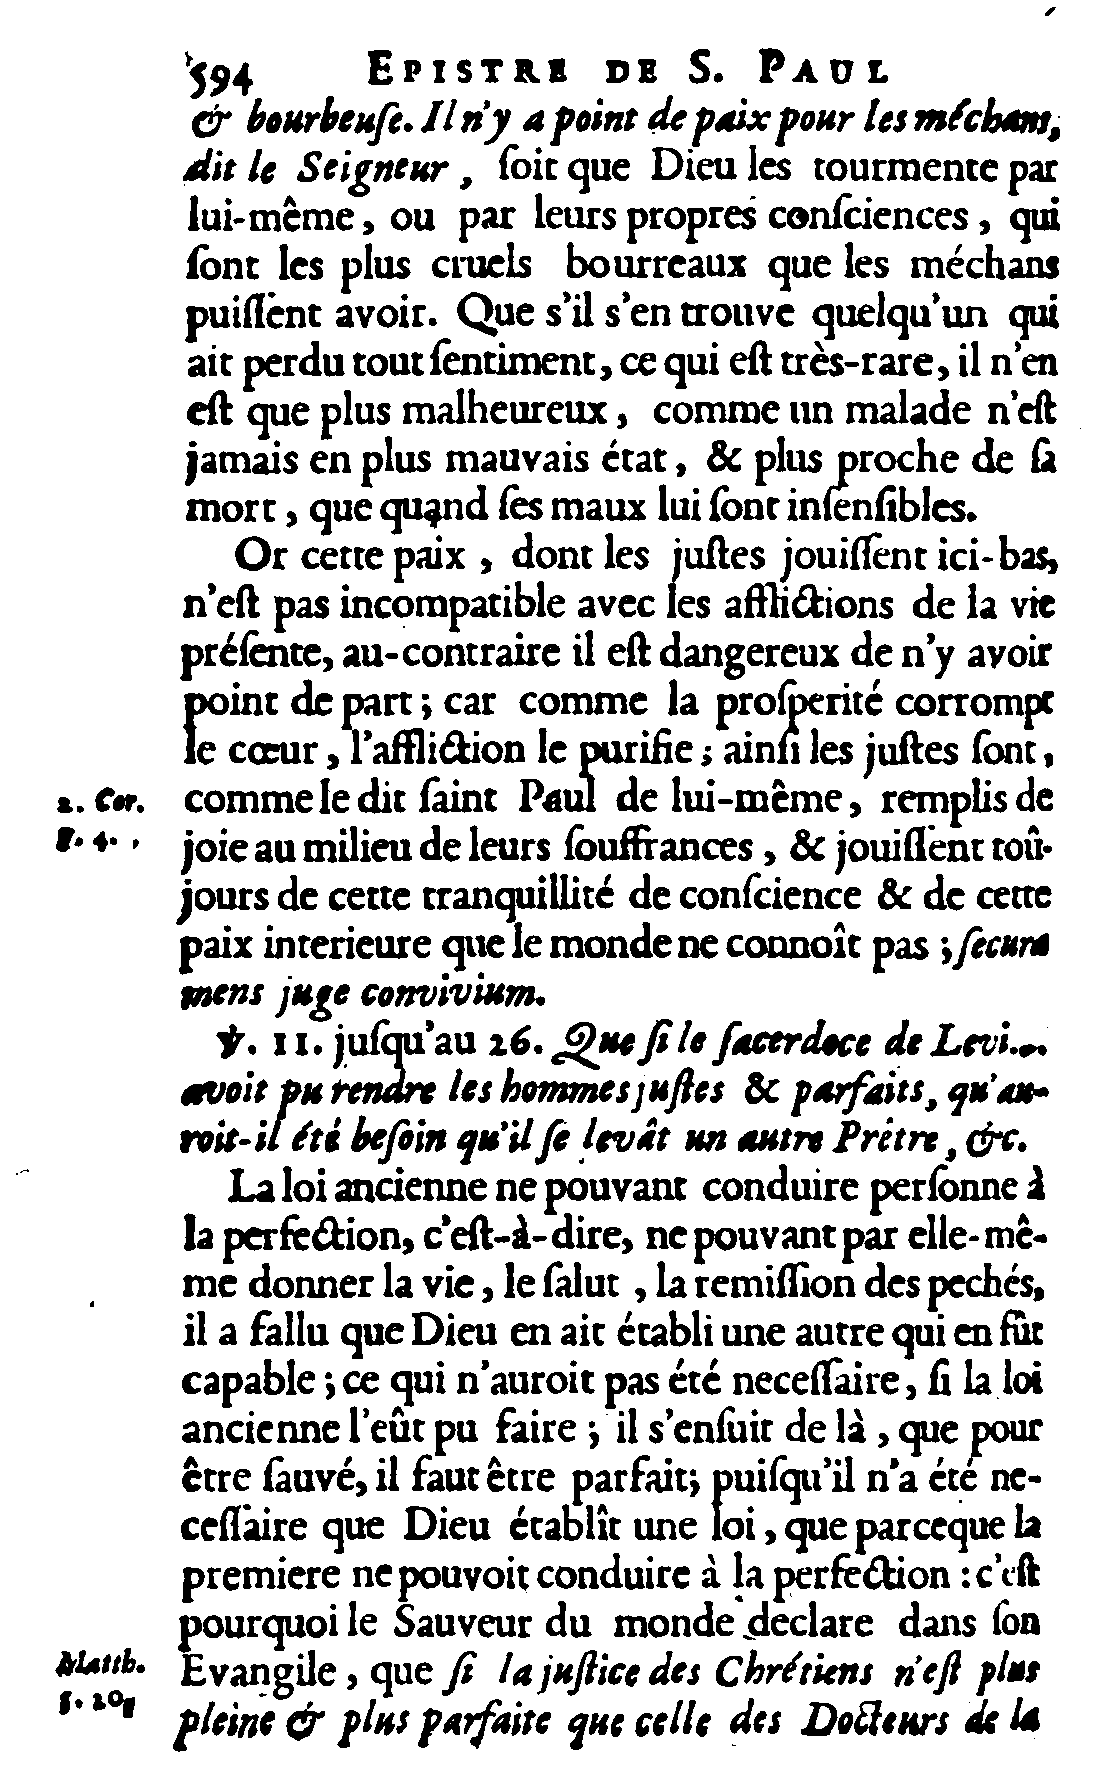 594 EPISTRE DE S. PAUL
& bourbeuſe. Il n'y a point de paix pour les méchans,
dit le Seigneur, ſoit que Dieu les tourmente par
lui-même, ou par leurs propres conſciences, qui
ſont les plus cruels bourreaux que les méchans
puiſſent avoir. Que s'il s'en trouve quelqu'un qui
ait perdu tout ſentiment, ce qui eſt très-rare, il n'en
eſt que plus malheureux, comme un malade n'eſt
jamais en plus mauvais état, & plus proche de ſa
mort, que quand ſes maux lui ſont inſenſibles.
Or cette paix, dont les juſtes jouiſſent ici-bas,
n'eſt pas incompatible avec les afflictions de la vie
préſente, au-contraire il eſt dangereux de n'y avoir
point de part; car comme la proſperité corrompt
le cœur, l'affliction le purifie; ainſi les juſtes ſont,
2. Cor. comme le dit ſaint Paul de lui-même, remplis de
7. 4. joie au milieu de leurs ſouffrances, & jouiſſent toû-
jours de cette tranquillité de conſcience & de cette
paix interieure que le monde ne connoît pas; ſecura
mens juge convivium.
℣. 11. juſqu'au 26. Que ſi le ſacerdoce de Levi...
avoit pu rendre les hommes juſtes & parfaits, qu'au-
roit-il été beſoin qu'il ſe levât un autre Prêtre, &c.
La loi ancienne ne pouvant conduire perſonne à
la perfection, c'eſt-à-dire, ne pouvant par elle-mê-
me donner la vie, le ſalut, la remiſſion des pechés,
il a fallu que Dieu en ait établi une autre qui en fût
capable; ce qui n'auroit pas été neceſſaire, ſi la loi
ancienne l'eût pu faire; il s'enſuit de là, que pour
être ſauvé, il faut être parfait; puiſqu'il n'a été ne-
ceſſaire que Dieu établît une loi, que parceque la
premiere ne pouvoit conduire à la perfection: c'eſt
pourquoi le Sauveur du monde declare dans ſon
Matth. Evangile, que ſi la juſtice des Chrétiens n'eſt plus
5. 20. pleine & plus parfaite que celle des Docteurs de la